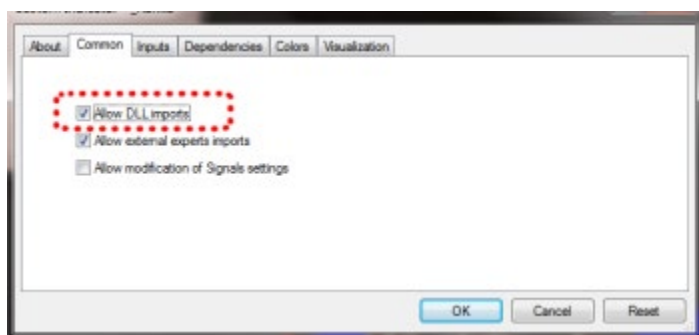 About Common Inputs Dependencies Colors Visualization
Allow DLL imports
Allow external experts imports
Allow modification of Signals settings
OK Cancel Reset